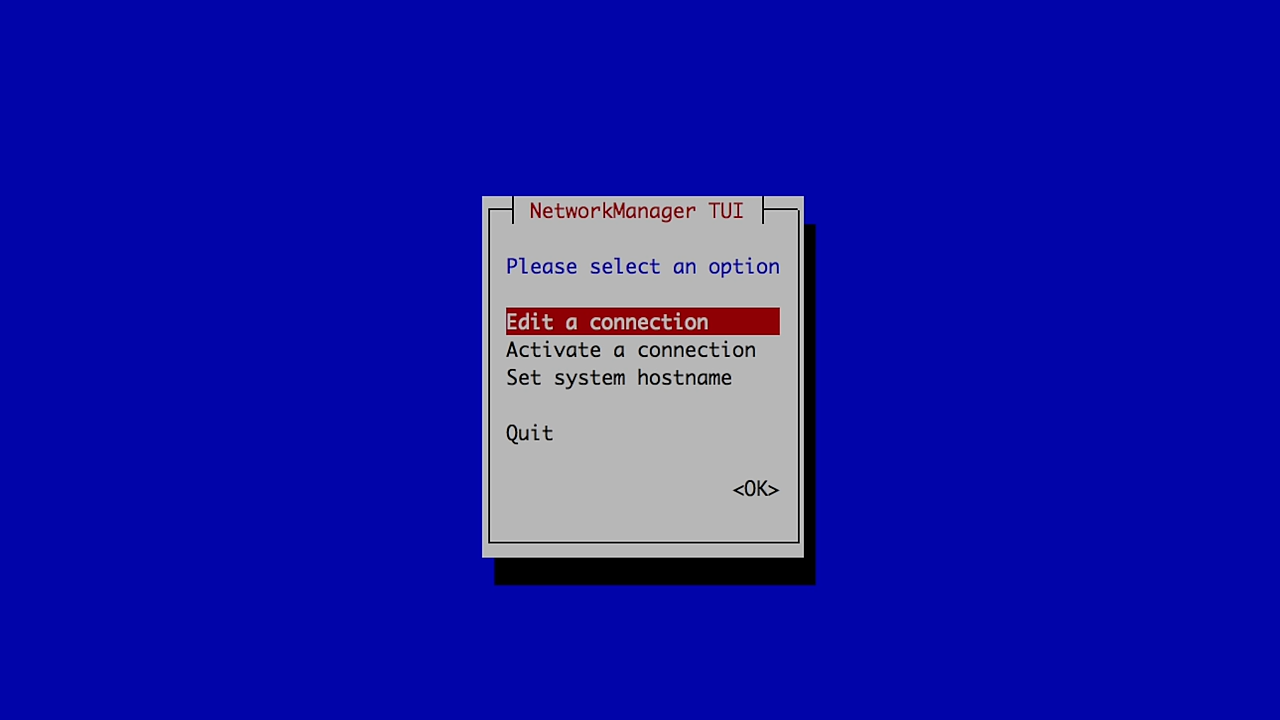 NetworkManager TUI
Please select an option
Edit a connection
Activate a connection
Set system hostname
Quit
<OK>